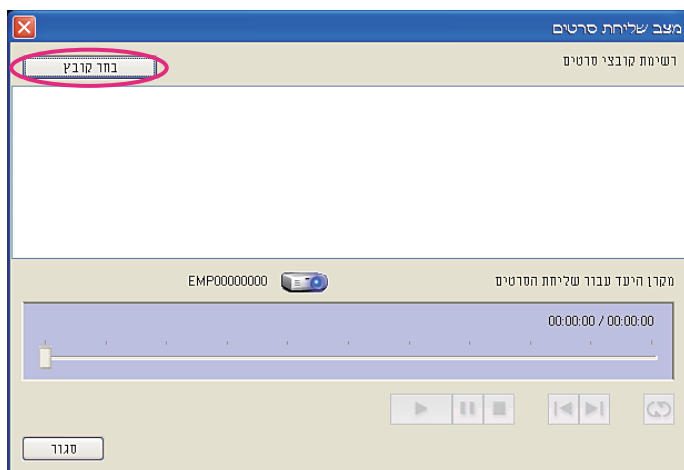 מצב שליחת סרטים
רשימת קובצי סרטים
בחר קובץ
מקרן היעד עבור שליחת הסרטים
EMP00000000
00:00:00 / 00:00:00
סגור